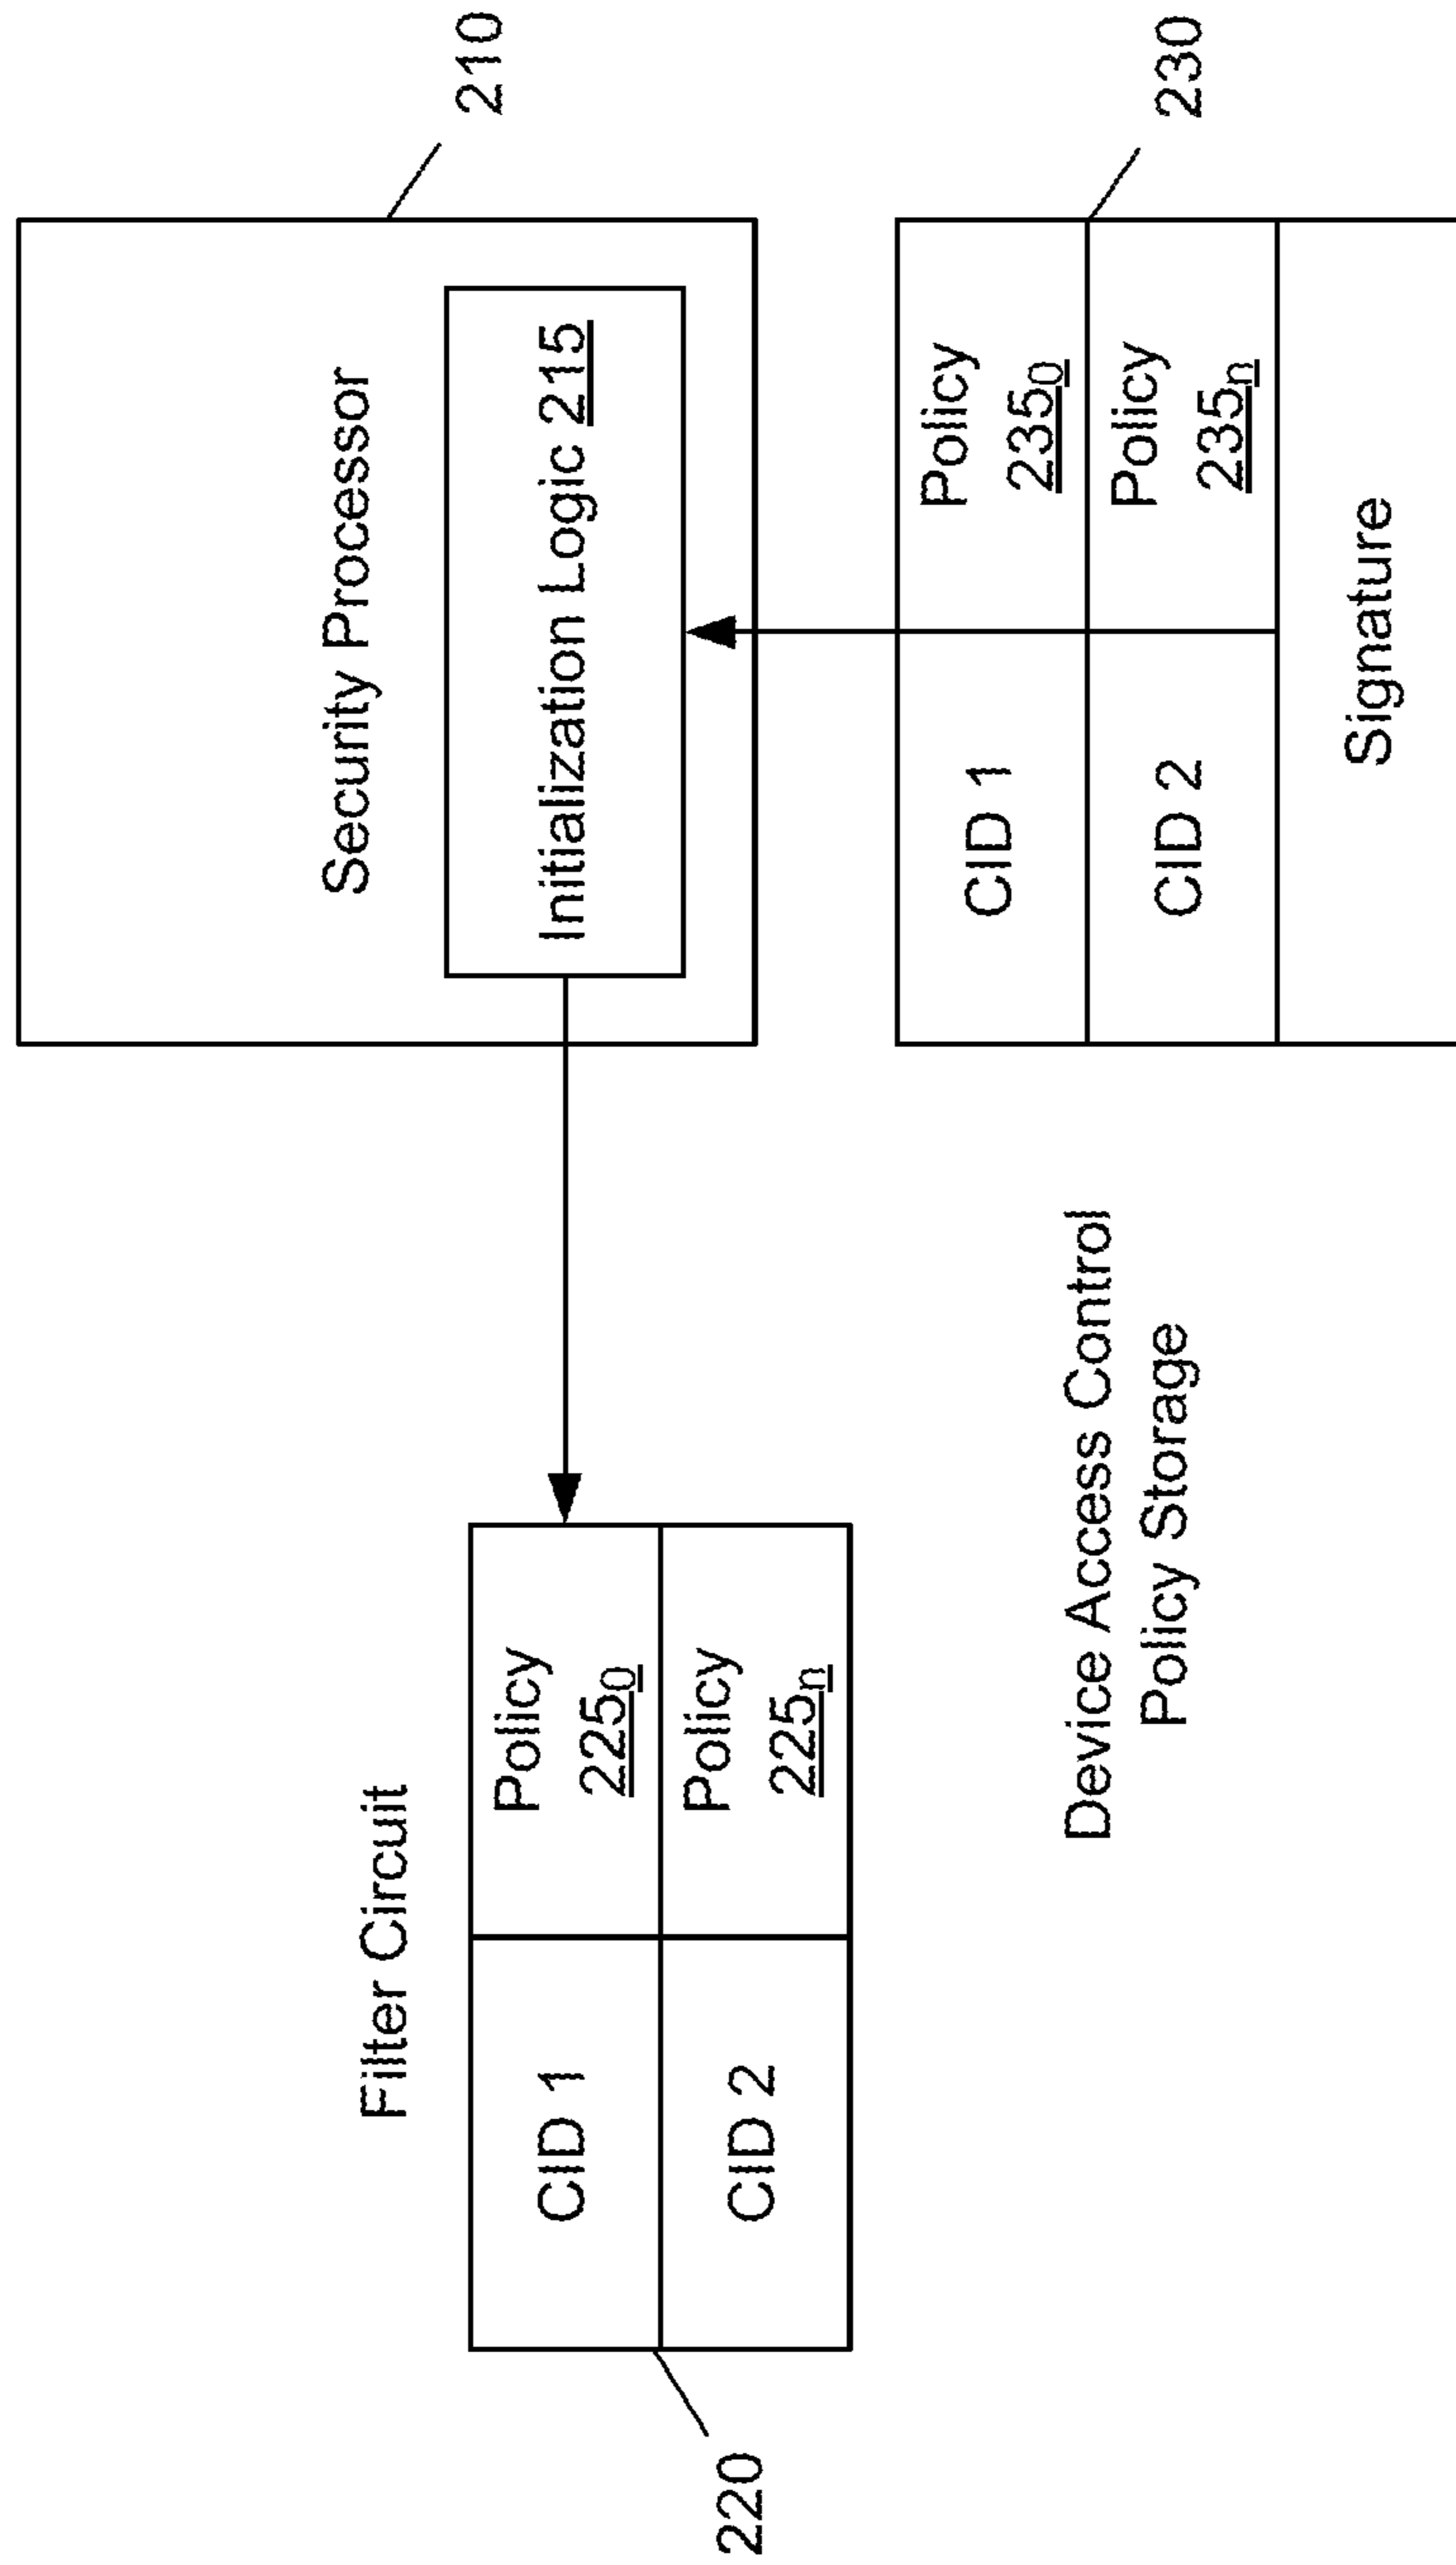 210
Security Processor
Filter Circuit
Initialization Logic 215
CID 1
Policy
225₀
CID 2
Policy
225ₙ
220
230
CID 1
Policy
235₀
Device Access Control
Policy Storage
CID 2
Policy
235ₙ
Signature